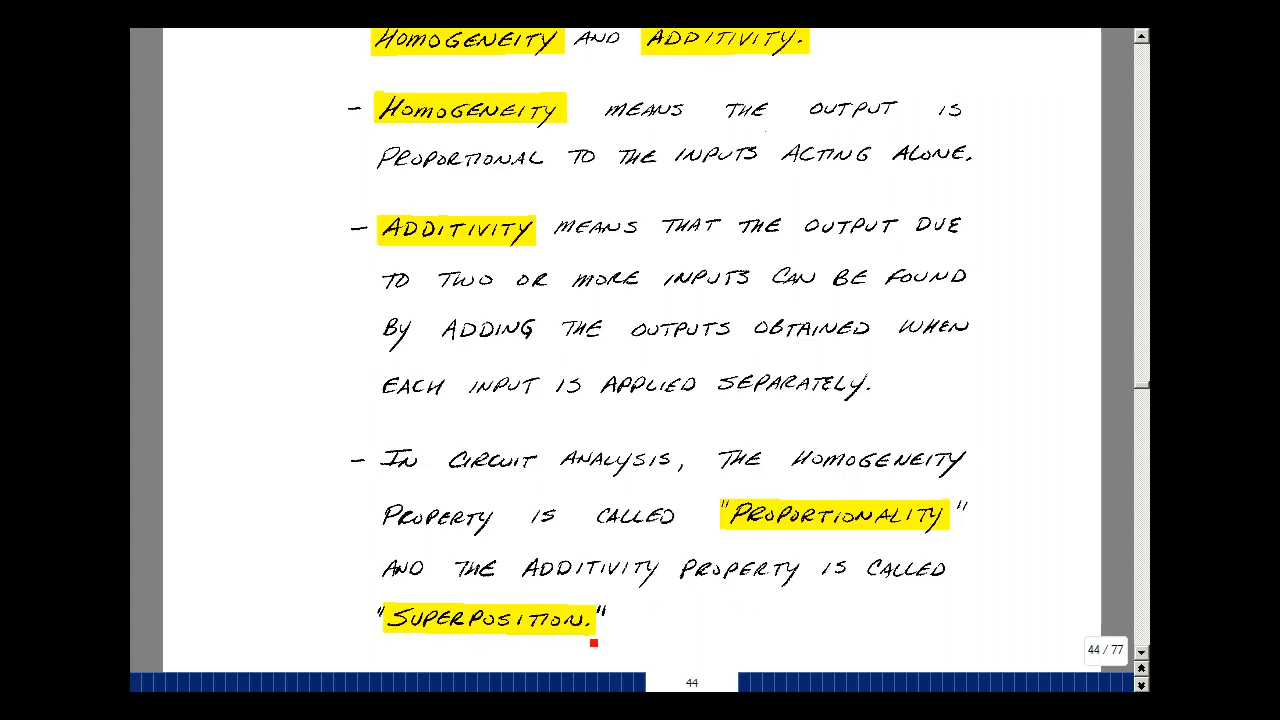 HOMOGENEITY AND ADDITIVITY.
- HOMOGENEITY MEANS THE OUTPUT IS
PROPORTIONAL TO THE INPUTS ACTING ALONE.
- ADDITIVITY MEANS THAT THE OUTPUT DUE
TO TWO OR MORE INPUTS CAN BE FOUND
BY ADDING THE OUTPUTS OBTAINED WHEN
EACH INPUT IS APPLIED SEPARATELY.
- IN CIRCUIT ANALYSIS, THE HOMOGENEITY
PROPERTY IS CALLED "PROPORTIONALITY"
AND THE ADDITIVITY PROPERTY IS CALLED
"SUPERPOSITION."
44 / 77
44